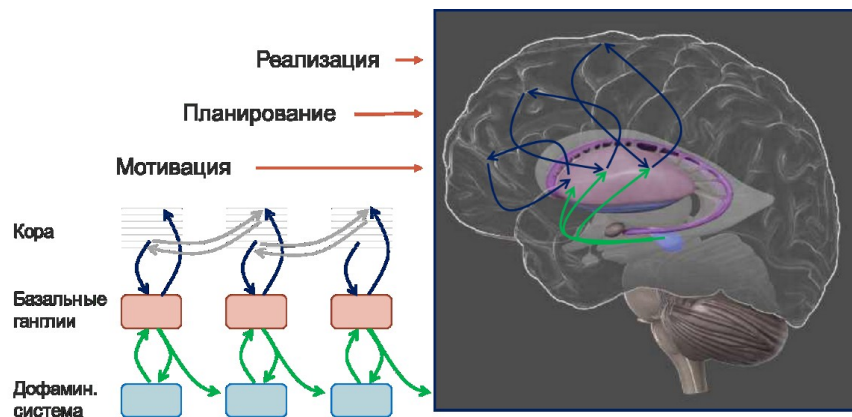 Реализация
Планирование
Мотивация
Кора
Базальные
ганглии
Дофамин.
система